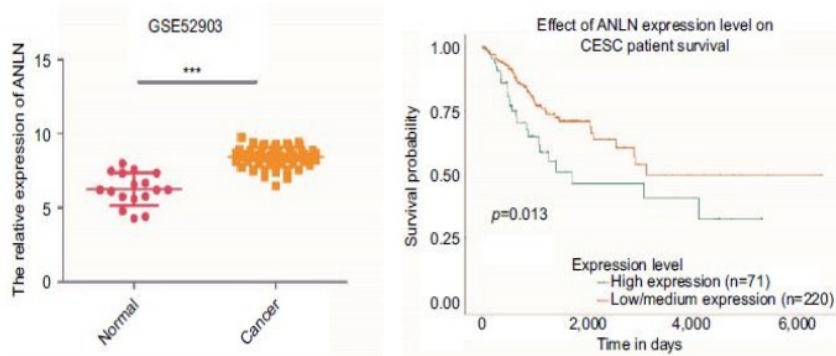 GSE52903
***
The relative expression of ANLN
15
10
5
0
Normal
Cancer
Effect of ANLN expression level on
CESC patient survival
Survival probability
1.00
0.75
0.50
0.25
0.00
p=0.013
Expression level
High expression (n=71)
Low/medium expression (n=220)
0
2,000
4,000
6,000
Time in days